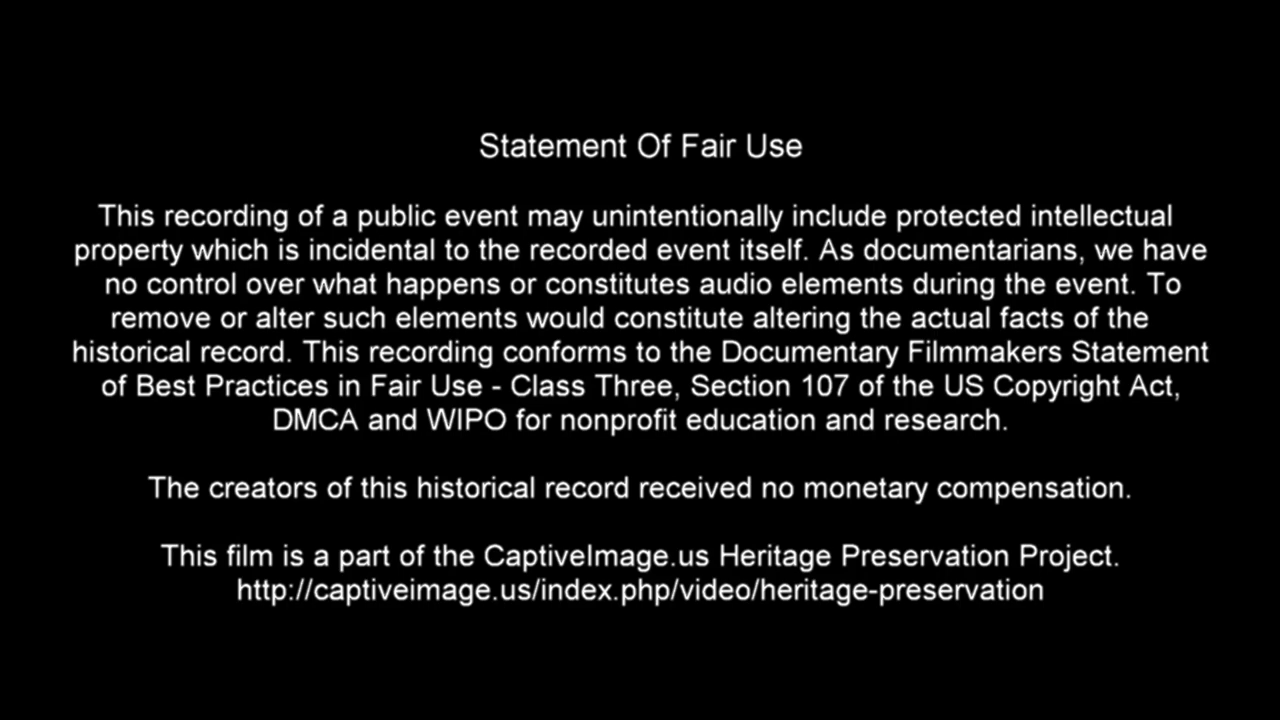 Statement Of Fair Use
This recording of a public event may unintentionally include protected intellectual
property which is incidental to the recorded event itself. As documentarians, we have
no control over what happens or constitutes audio elements during the event. To
remove or alter such elements would constitute altering the actual facts of the
historical record. This recording conforms to the Documentary Filmmakers Statement
of Best Practices in Fair Use - Class Three, Section 107 of the US Copyright Act,
DMCA and WIPO for nonprofit education and research.
The creators of this historical record received no monetary compensation.
This film is a part of the CaptiveImage.us Heritage Preservation Project.
http://captiveimage.us/index.php/video/heritage-preservation